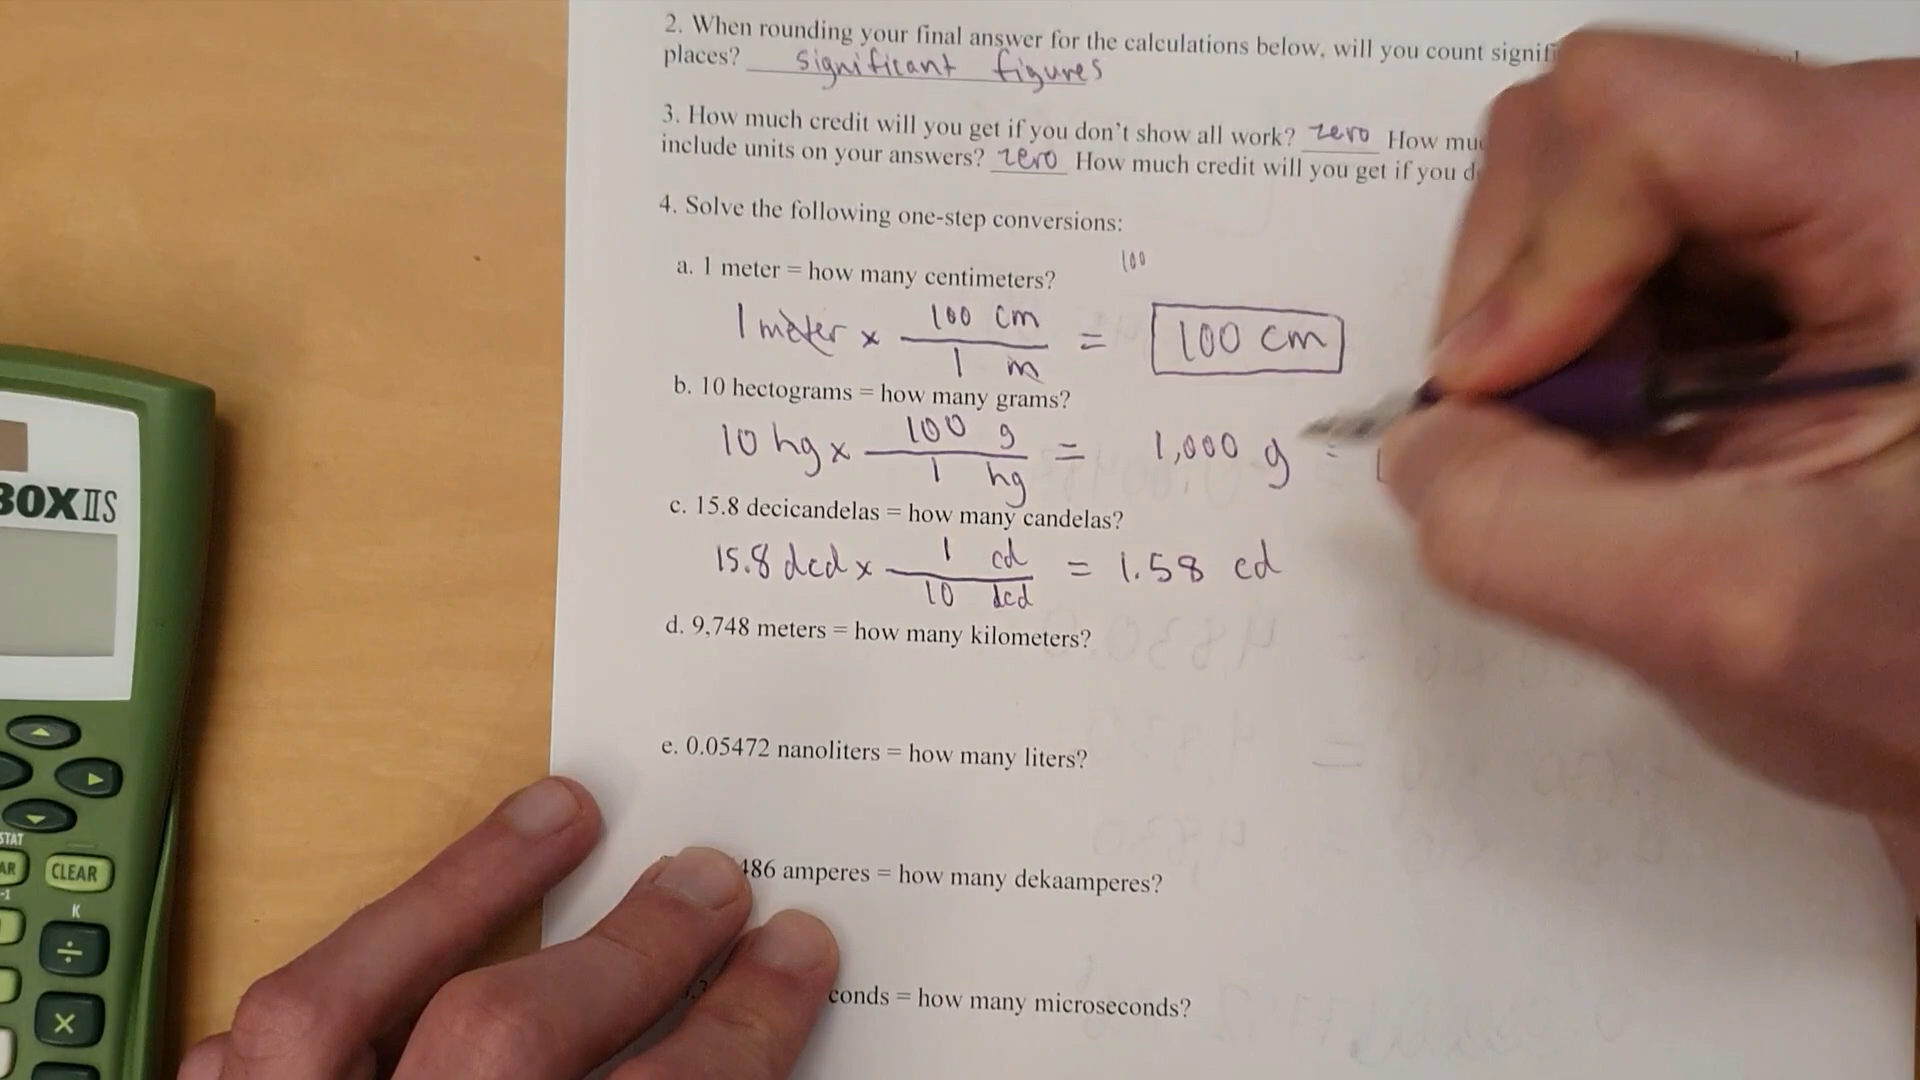 2. When rounding your final answer for the calculations below, will you count
places? significant figures
3. How much credit will you get if you don't show all work? zero How
include units on your answers? zero How much credit will you get if you
4. Solve the following one-step conversions:
100
a. 1 meter = how many centimeters?
1 meter x 100 cm / 1 m = 100 cm
b. 10 hectograms = how many grams?
10 hg x 100 g / 1 hg = 1,000 g =
c. 15.8 decicandelas = how many candelas?
15.8 dcd x 1 cd / 10 dcd = 1.58 cd
d. 9,748 meters = how many kilometers?
e. 0.05472 nanoliters = how many liters?
486 amperes = how many dekaamperes?
conds = how many microseconds?
BOX IIS
STAT
CLEAR
K
÷
×